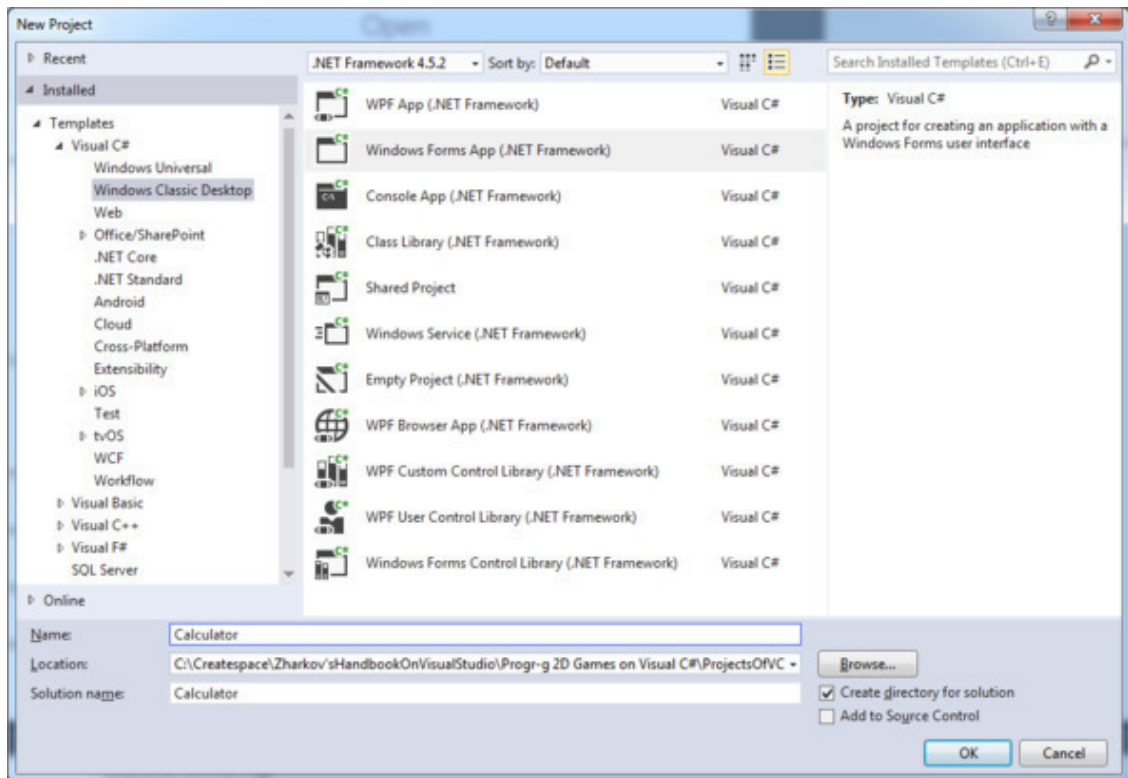 Open
New Project
Recent
Installed
Templates
Visual C#
Windows Universal
Windows Classic Desktop
Web
Office/SharePoint
.NET Core
.NET Standard
Android
Cloud
Cross-Platform
Extensibility
iOS
Test
tvOS
WCF
Workflow
Visual Basic
Visual C++
Visual F#
SQL Server
Online
.NET Framework 4.5.2 Sort by: Default
WPF App (.NET Framework) Visual C#
Windows Forms App (.NET Framework) Visual C#
Console App (.NET Framework) Visual C#
Class Library (.NET Framework) Visual C#
Shared Project Visual C#
Windows Service (.NET Framework) Visual C#
Empty Project (.NET Framework) Visual C#
WPF Browser App (.NET Framework) Visual C#
WPF Custom Control Library (.NET Framework) Visual C#
WPF User Control Library (.NET Framework) Visual C#
Windows Forms Control Library (.NET Framework) Visual C#
Search Installed Templates (Ctrl+E)
Type: Visual C#
A project for creating an application with a
Windows Forms user interface
Name: Calculator
Location: C:\Createspace\Zharkov'sHandbookOnVisualStudio\Progr-g 2D Games on Visual C#\ProjectsOfVC
Browse...
Solution name: Calculator
Create directory for solution
Add to Source Control
OK Cancel